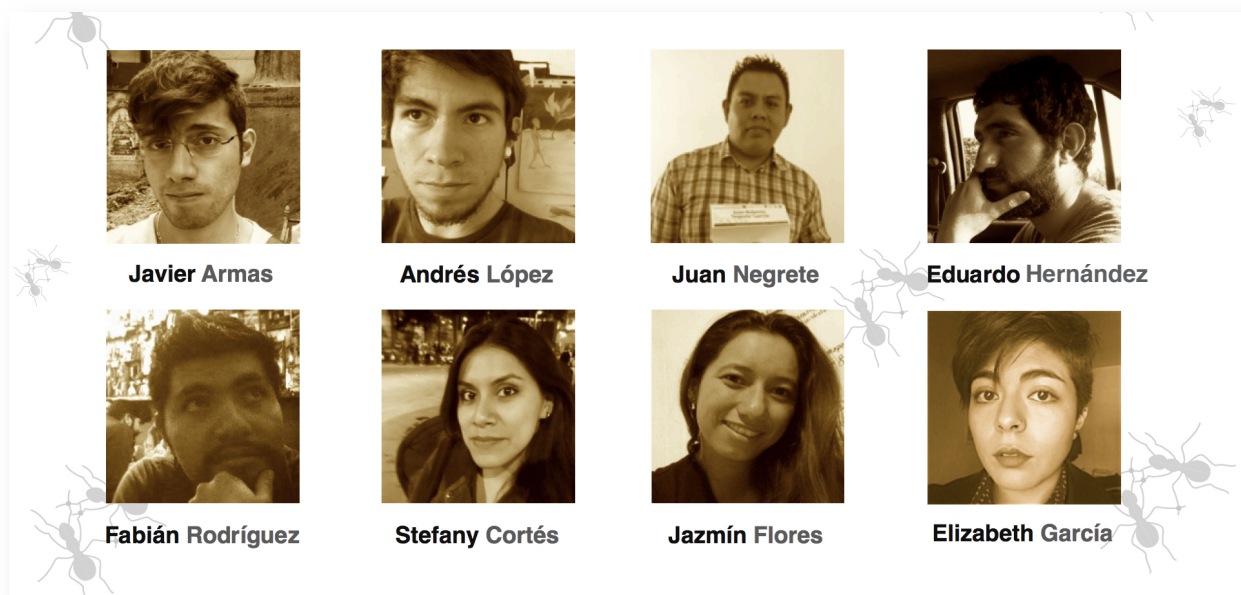 Javier Armas
Andrés López
Juan Negrete
Eduardo Hernández
Fabián Rodríguez
Stefany Cortés
Jazmín Flores
Elizabeth García